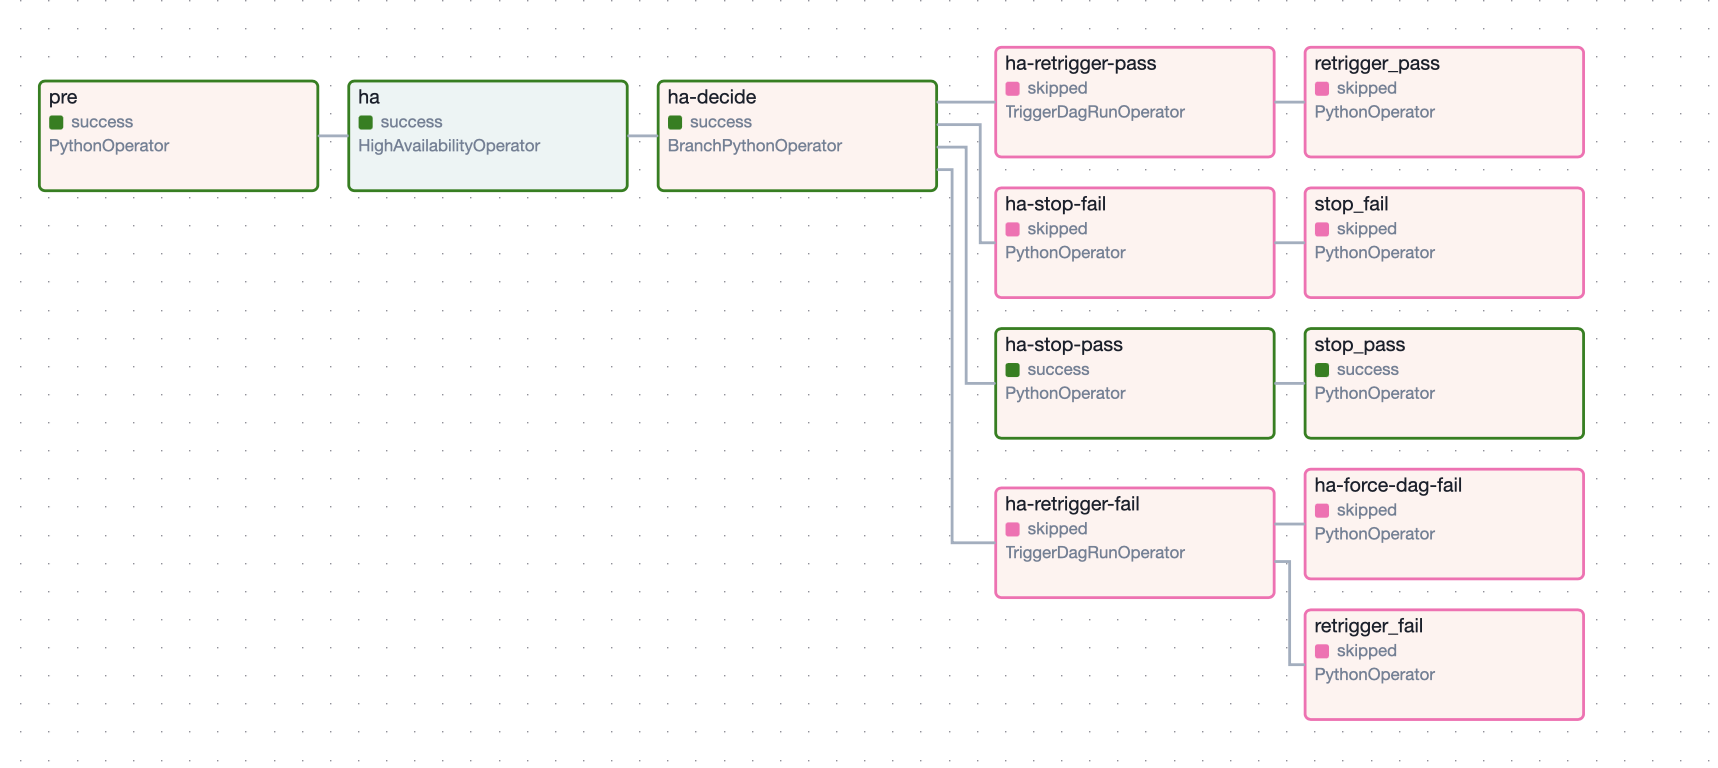 pre
success
PythonOperator
ha
success
HighAvailabilityOperator
ha-decide
success
BranchPythonOperator
ha-retrigger-pass
skipped
TriggerDagRunOperator
retrigger_pass
skipped
PythonOperator
ha-stop-fail
skipped
PythonOperator
stop_fail
skipped
PythonOperator
ha-stop-pass
success
PythonOperator
stop_pass
success
PythonOperator
ha-retrigger-fail
skipped
TriggerDagRunOperator
ha-force-dag-fail
skipped
PythonOperator
retrigger_fail
skipped
PythonOperator